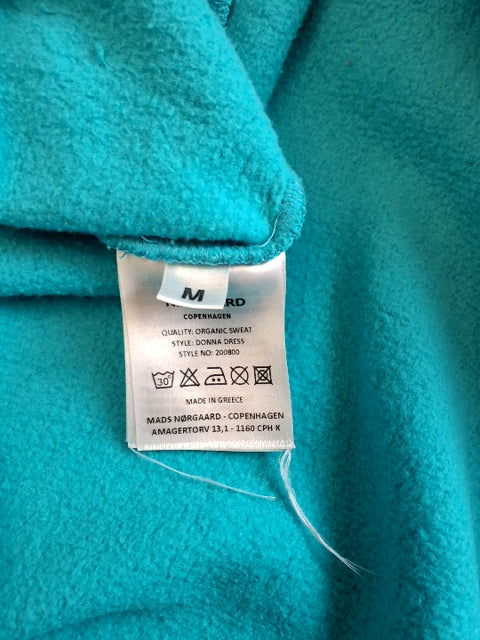 M
COPENHAGEN
QUALITY: ORGANIC SWEAT
STYLE: DONNA DRESS
STYLE NO: 200800
30°
MADE IN GREECE
MADS NØRGAARD - COPENHAGEN
AMAGERTORV 13,1 - 1160 CPH K